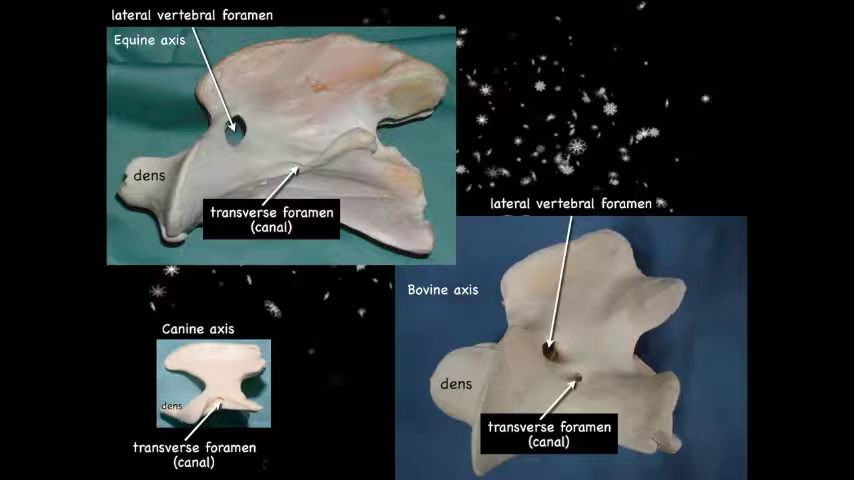 lateral vertebral foramen
Equine axis
dens
transverse foramen
(canal)
lateral vertebral foramen
Bovine axis
dens
transverse foramen
(canal)
Canine axis
dens
transverse foramen
(canal)